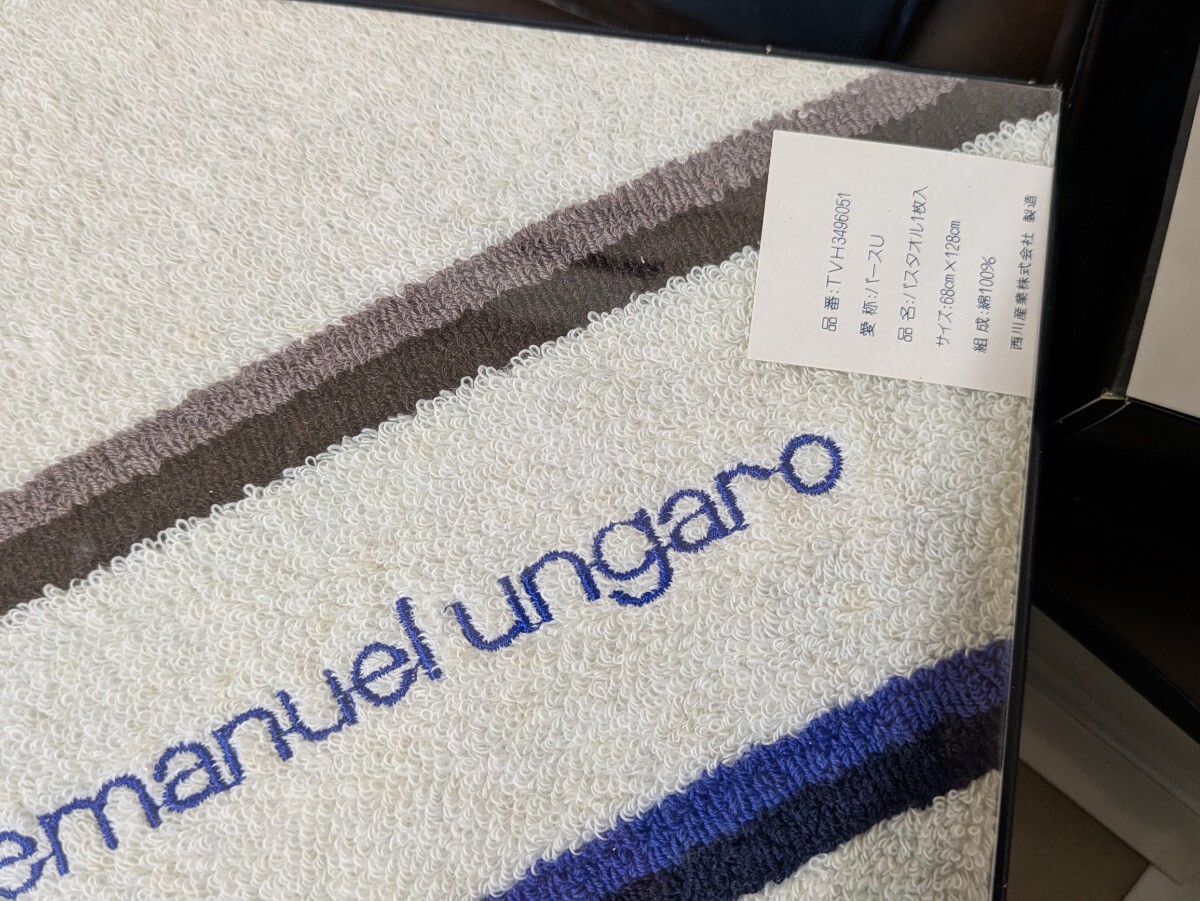 品番:TVH3496051
愛称:バースU
品名:バスタオル1枚入
サイズ:68cm×128cm
組成:綿100%
西川産業株式会社 製造
emanuel ungaro